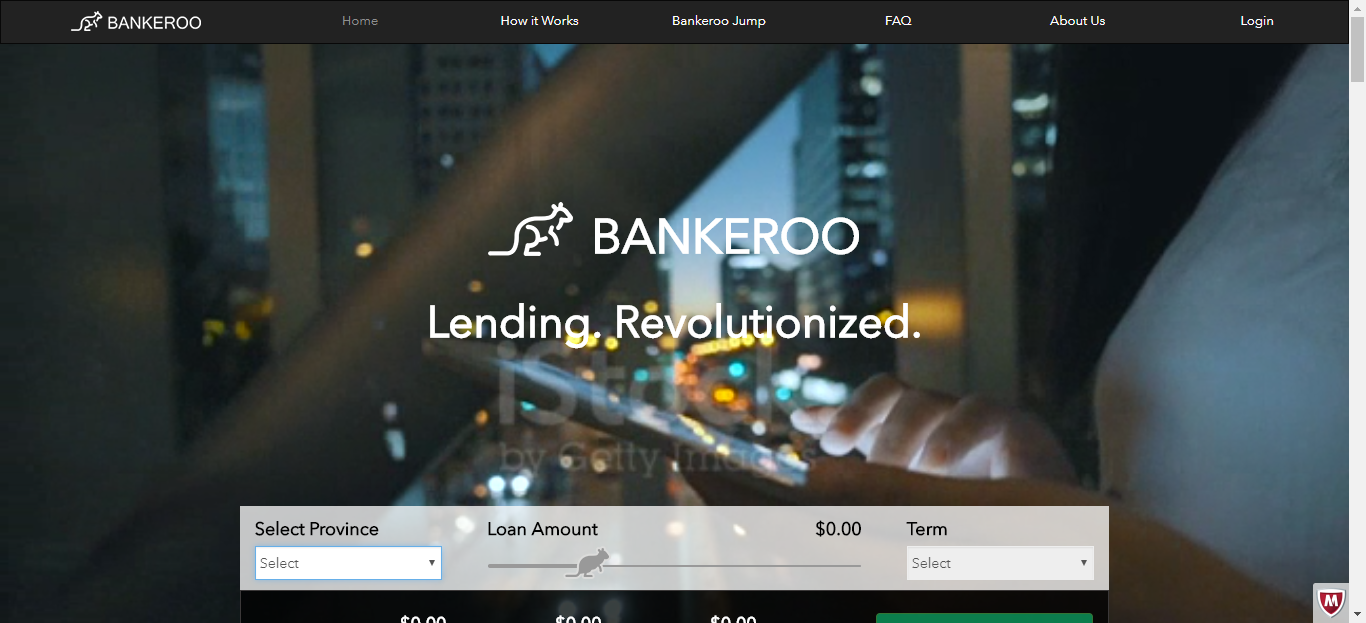 BANKEROO Home How it Works Bankeroo Jump FAQ About Us Login
BANKEROO
Lending. Revolutionized.
iStock
by Getty Images
Select Province Loan Amount $0.00 Term
Select Select
$0.00 $0.00 $0.00